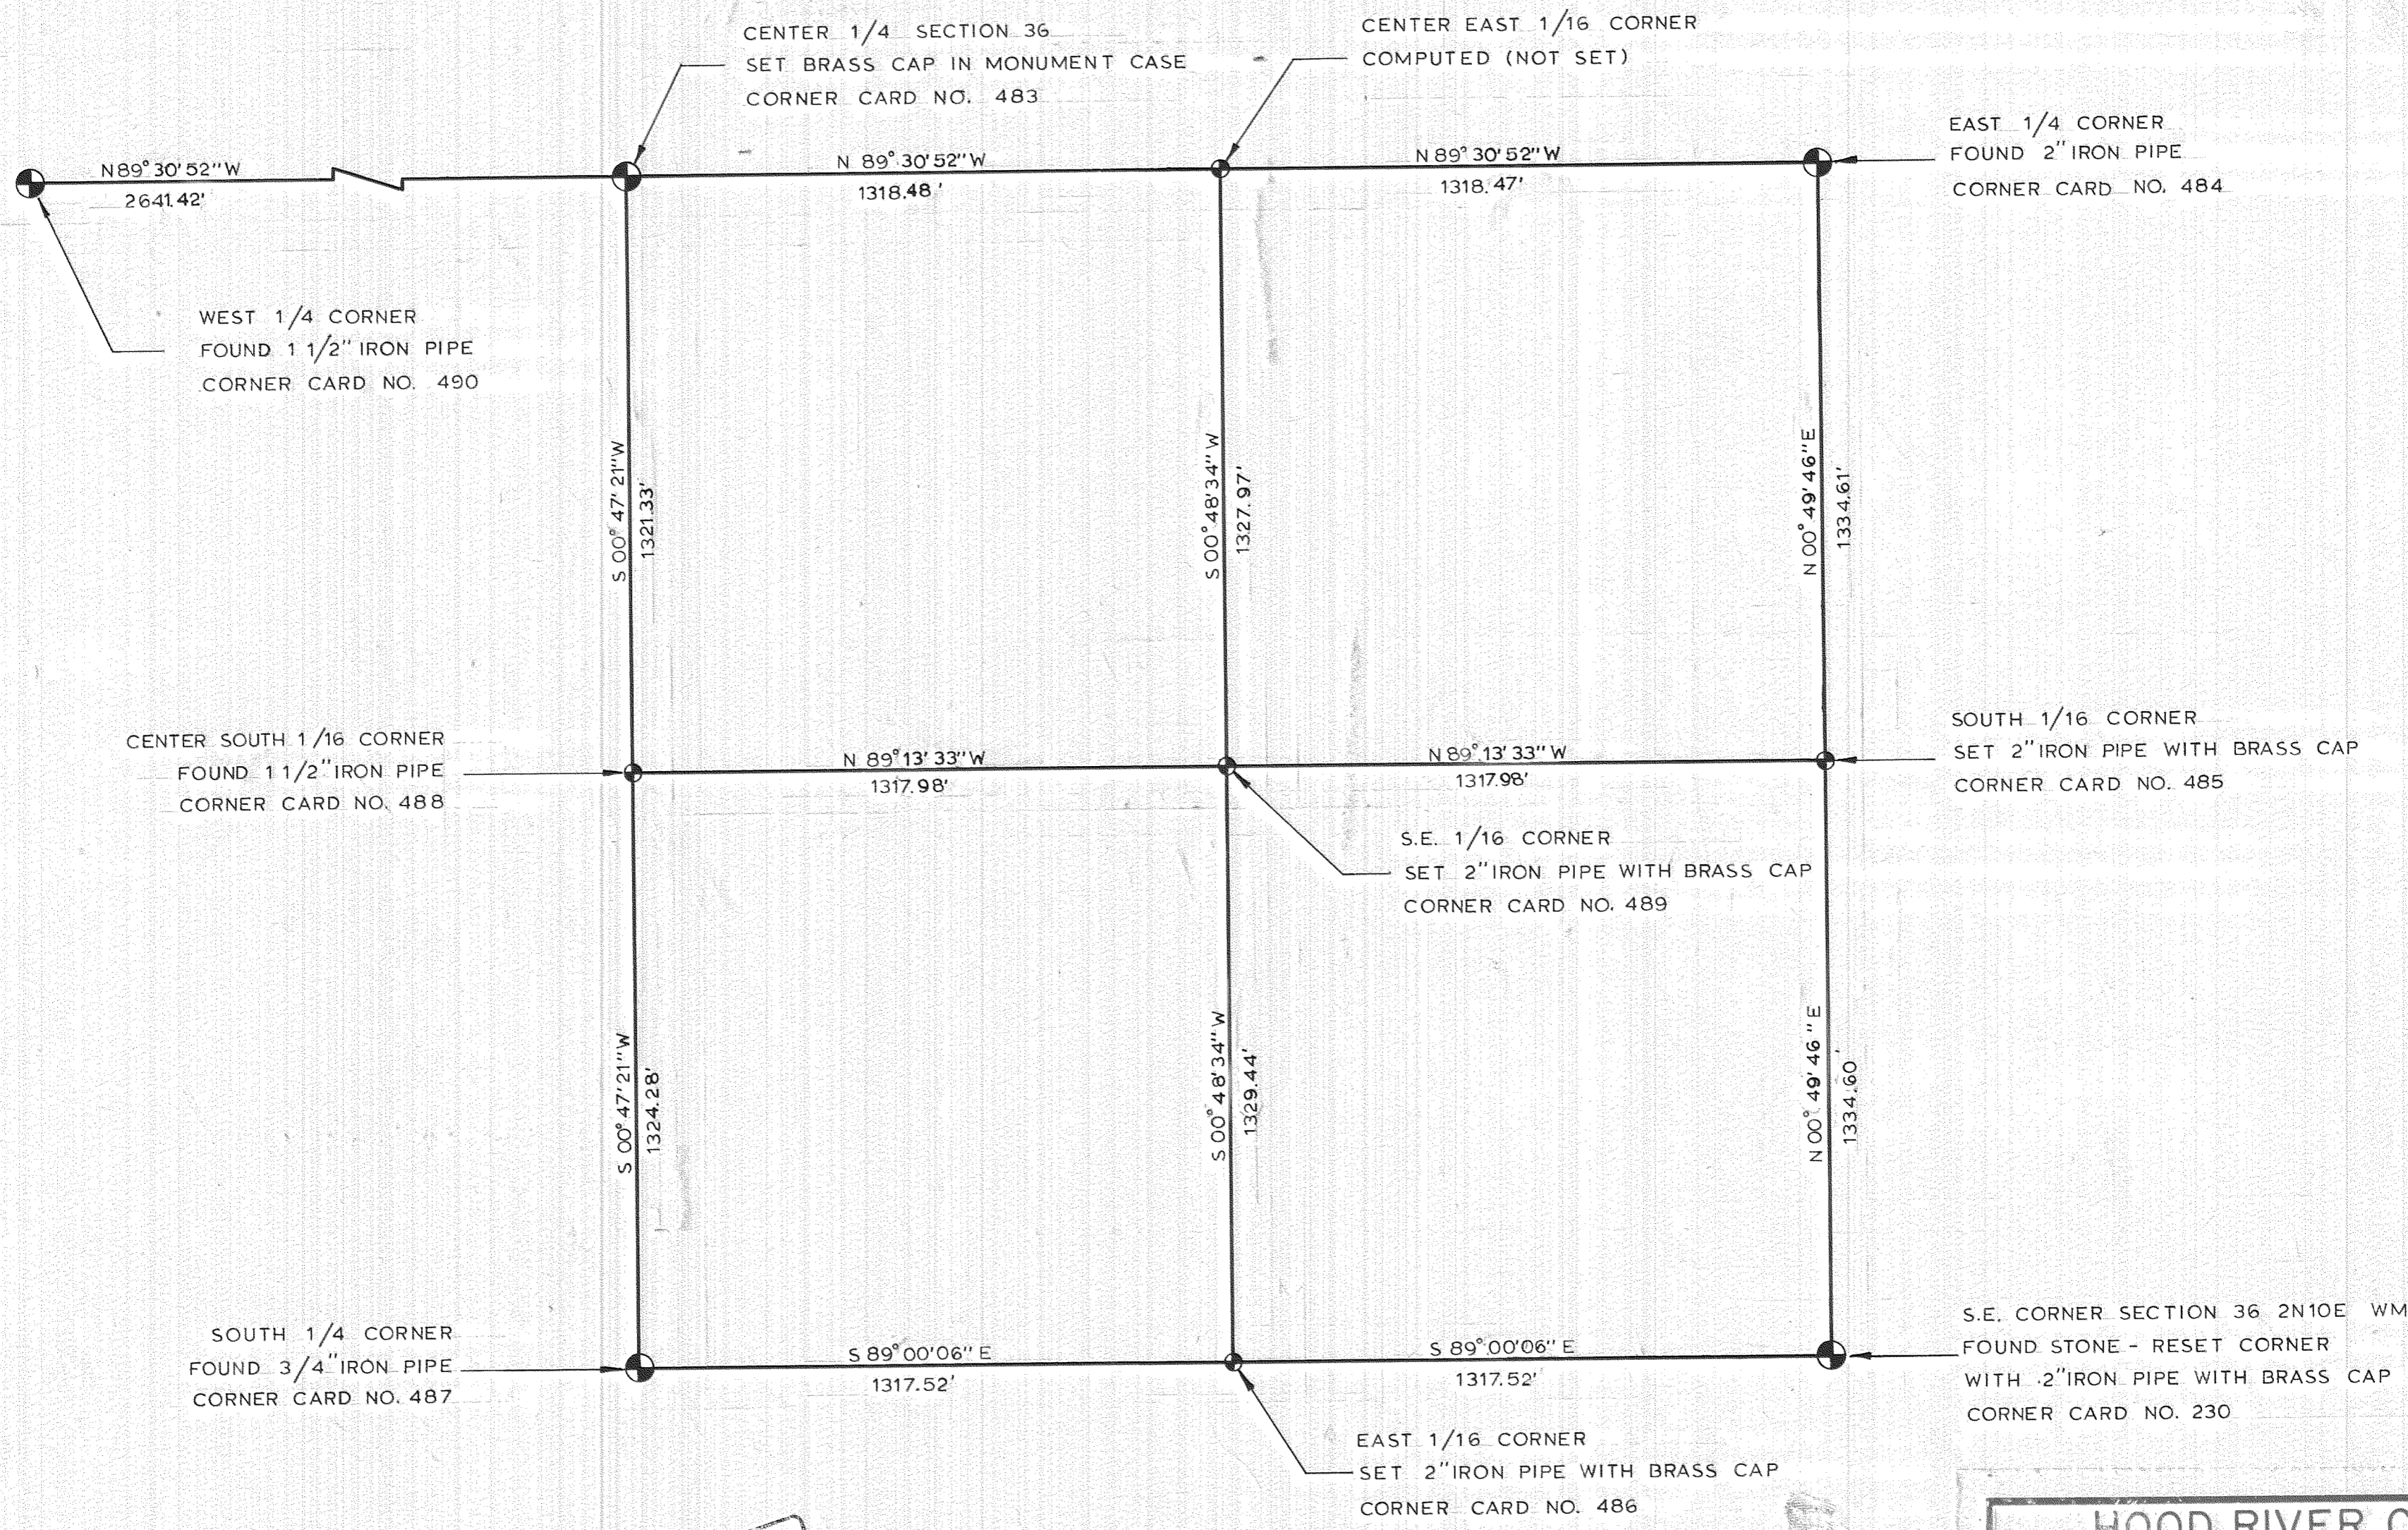 CENTER 1/4 SECTION 36
SET BRASS CAP IN MONUMENT CASE
CORNER CARD NO. 483
CENTER EAST 1/16 CORNER
COMPUTED (NOT SET)
EAST 1/4 CORNER
FOUND 2" IRON PIPE
CORNER CARD NO. 484
N89°30'52"W
2641.42'
N 89°30'52"W
1318.48'
N89°30'52"W
1318.47'
WEST 1/4 CORNER
FOUND 1 1/2" IRON PIPE
CORNER CARD NO. 490
S 00°47'21"W
1321.33'
S 00°48'34"W
1327.97'
N 00°49'46"E
1334.61'
CENTER SOUTH 1/16 CORNER
FOUND 1 1/2" IRON PIPE
CORNER CARD NO. 488
N 89°13'33"W
1317.98'
N 89°13'33"W
1317.98'
SOUTH 1/16 CORNER
SET 2" IRON PIPE WITH BRASS CAP
CORNER CARD NO. 485
S.E. 1/16 CORNER
SET 2" IRON PIPE WITH BRASS CAP
CORNER CARD NO. 489
S 00°47'21"W
1324.28'
S 00°48'34"W
1329.44'
N 00°49'46"E
1334.60'
SOUTH 1/4 CORNER
FOUND 3/4" IRON PIPE
CORNER CARD NO. 487
S 89°00'06"E
1317.52'
S 89°00'06"E
1317.52'
S.E. CORNER SECTION 36 2N10E WM
FOUND STONE - RESET CORNER
WITH 2" IRON PIPE WITH BRASS CAP
CORNER CARD NO. 230
EAST 1/16 CORNER
SET 2" IRON PIPE WITH BRASS CAP
CORNER CARD NO. 486
HOOD RIVER